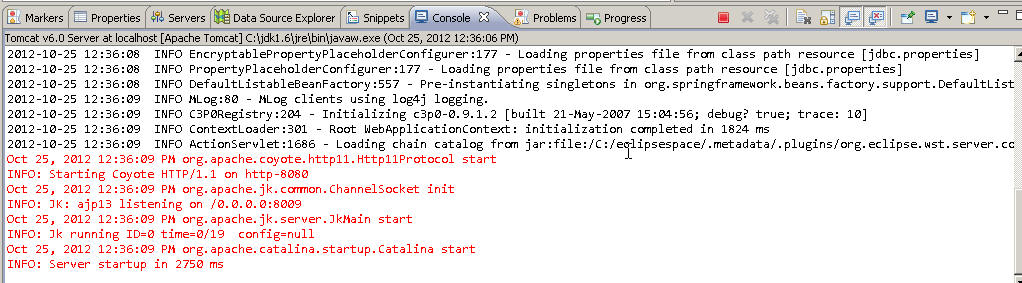 Markers Properties Servers Data Source Explorer Snippets Console Problems Progress
Tomcat v6.0 Server at localhost [Apache Tomcat] C:\jdk1.6\jre\bin\javaw.exe (Oct 25, 2012 12:36:06 PM)
2012-10-25 12:36:08  INFO EncryptablePropertyPlaceholderConfigurer:177 - Loading properties file from class path resource [jdbc.properties]
2012-10-25 12:36:08  INFO PropertyPlaceholderConfigurer:177 - Loading properties file from class path resource [jdbc.properties]
2012-10-25 12:36:08  INFO DefaultListableBeanFactory:557 - Pre-instantiating singletons in org.springframework.beans.factory.support.DefaultList
2012-10-25 12:36:09  INFO MLog:80 - MLog clients using log4j logging.
2012-10-25 12:36:09  INFO C3P0Registry:204 - Initializing c3p0-0.9.1.2 [built 21-May-2007 15:04:56; debug? true; trace: 10]
2012-10-25 12:36:09  INFO ContextLoader:301 - Root WebApplicationContext: initialization completed in 1824 ms
2012-10-25 12:36:09  INFO ActionServlet:1686 - Loading chain catalog from jar:file:/C:/eclipsespace/.metadata/.plugins/org.eclipse.wst.server.co
Oct 25, 2012 12:36:09 PM org.apache.coyote.http11.Http11Protocol start
INFO: Starting Coyote HTTP/1.1 on http-8080
Oct 25, 2012 12:36:09 PM org.apache.jk.common.ChannelSocket init
INFO: JK: ajp13 listening on /0.0.0.0:8009
Oct 25, 2012 12:36:09 PM org.apache.jk.server.JkMain start
INFO: Jk running ID=0 time=0/19  config=null
Oct 25, 2012 12:36:09 PM org.apache.catalina.startup.Catalina start
INFO: Server startup in 2750 ms